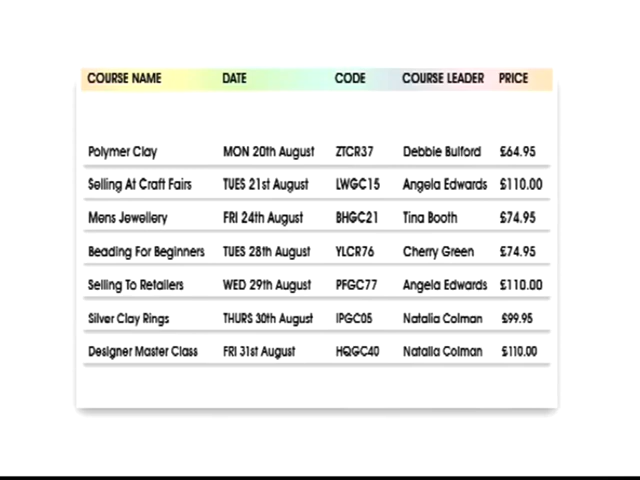 COURSE NAME DATE CODE COURSE LEADER PRICE
Polymer Clay MON 20th August ZTCR37 Debbie Bulford £64.95
Selling At Craft Fairs TUES 21st August LWGC15 Angela Edwards £110.00
Mens Jewellery FRI 24th August BHGC21 Tina Booth £74.95
Beading For Beginners TUES 28th August YLCR76 Cherry Green £74.95
Selling To Retailers WED 29th August PFGC77 Angela Edwards £110.00
Silver Clay Rings THURS 30th August IPGC05 Natalia Colman £99.95
Designer Master Class FRI 31st August HQGC40 Natalia Colman £110.00